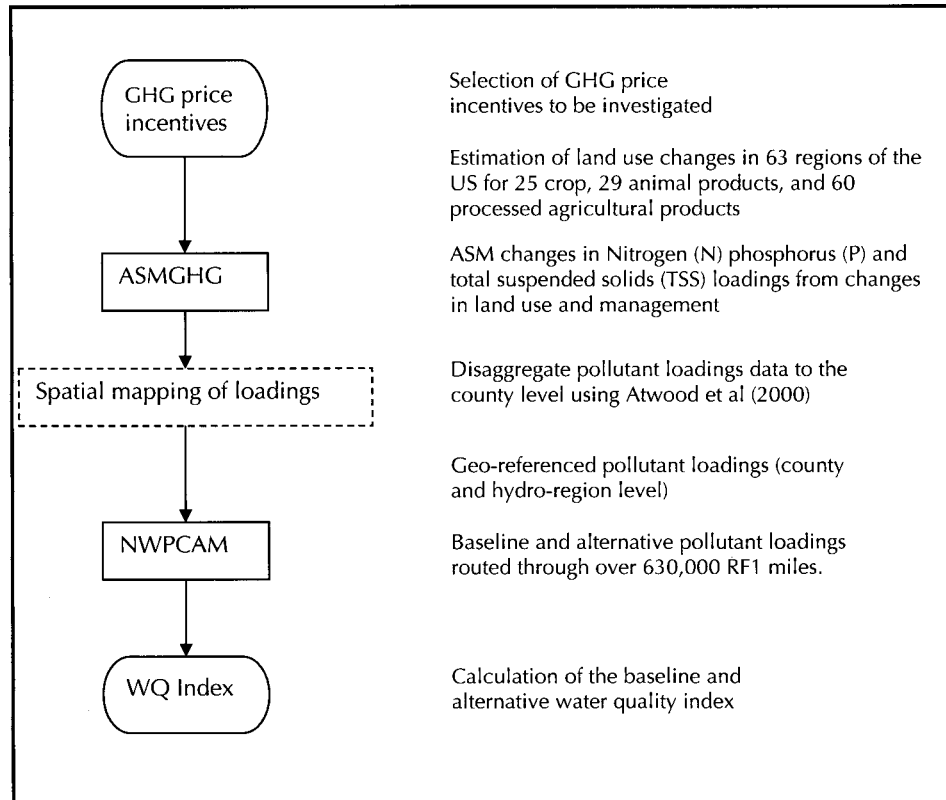 GHG price
incentives
Selection of GHG price
incentives to be investigated
Estimation of land use changes in 63 regions of the
US for 25 crop, 29 animal products, and 60
processed agricultural products
ASMGHG
ASM changes in Nitrogen (N) phosphorus (P) and
total suspended solids (TSS) loadings from changes
in land use and management
Spatial mapping of loadings
Disaggregate pollutant loadings data to the
county level using Atwood et al (2000)
Geo-referenced pollutant loadings (county
and hydro-region level)
NWPCAM
Baseline and alternative pollutant loadings
routed through over 630,000 RF1 miles.
WQ Index
Calculation of the baseline and
alternative water quality index